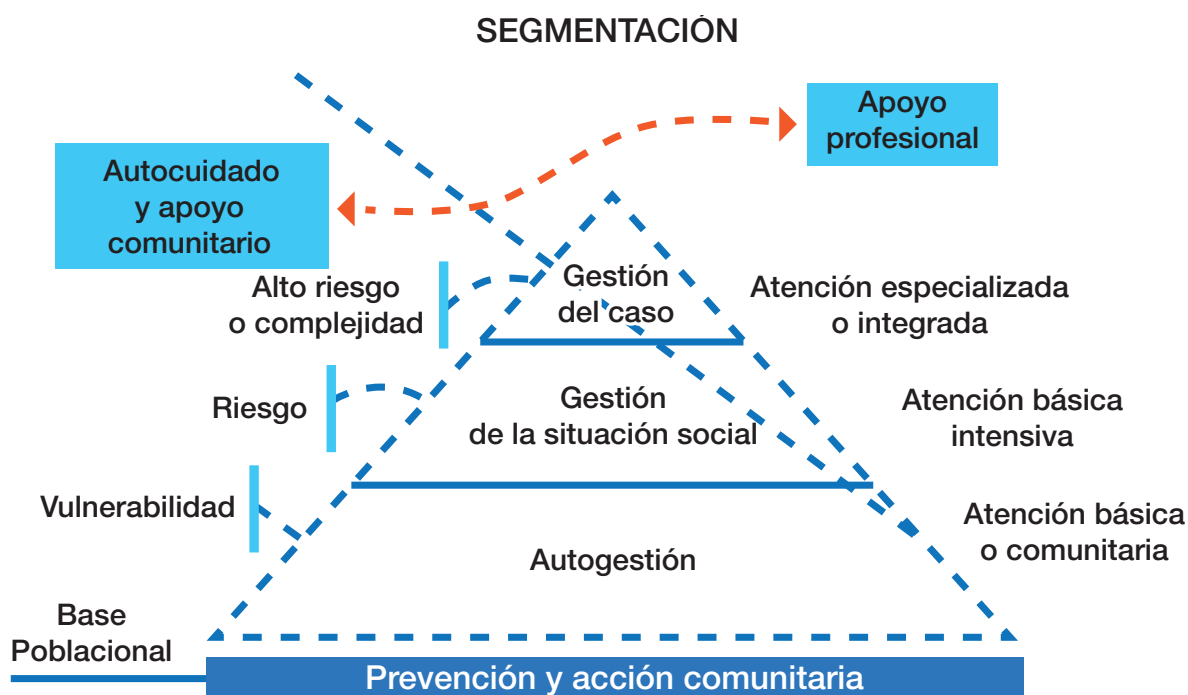 SEGMENTACIÓN
Apoyo
profesional
Autocuidado
y apoyo
comunitario
Alto riesgo
o complejidad
Gestión
del caso
Atención especializada
o integrada
Riesgo
Gestión
de la situación social
Atención básica
intensiva
Vulnerabilidad
Autogestión
Atención básica
o comunitaria
Base
Poblacional
Prevención y acción comunitaria